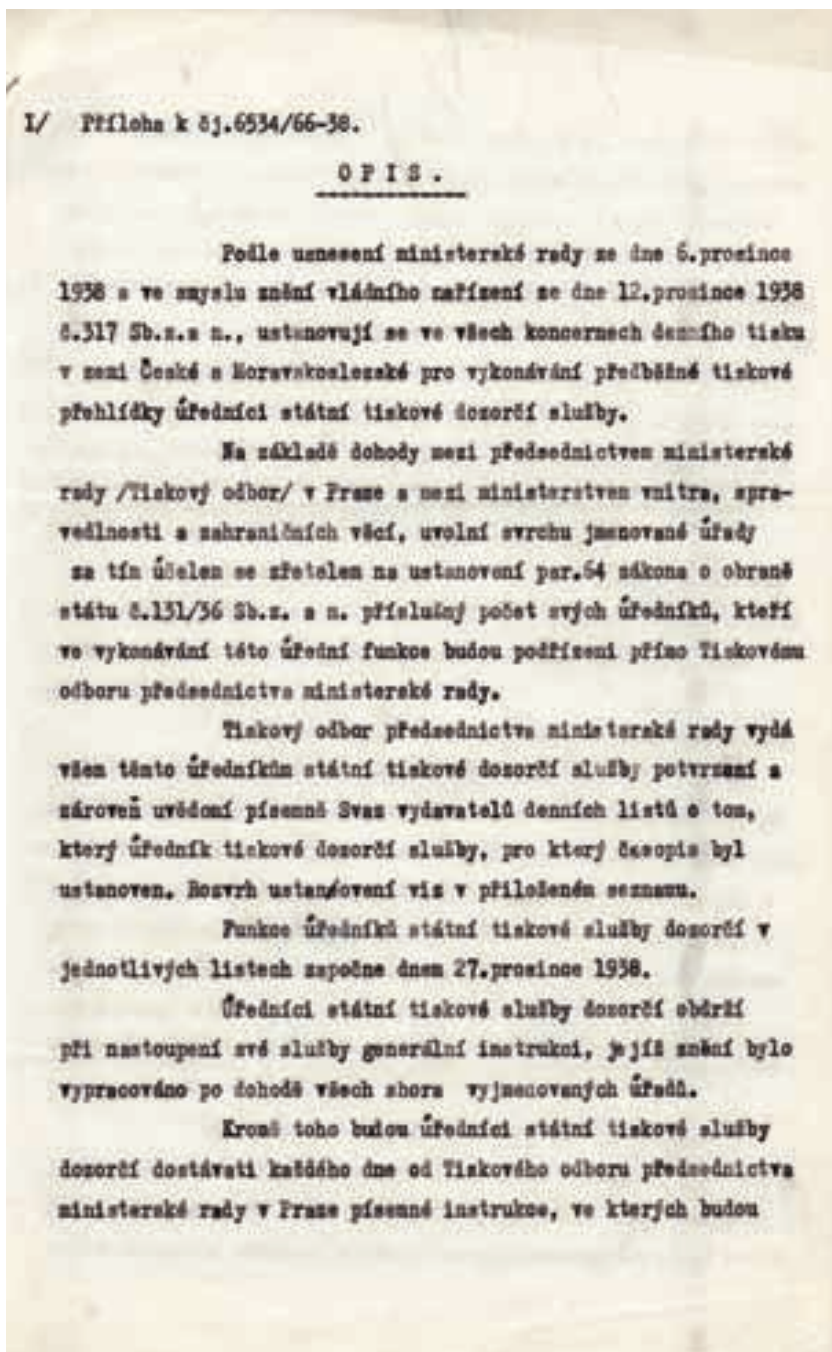 I/ Příloha k čj.6534/66-38.
O P I S .
Podle usnesení ministerské rady ze dne 6.prosince
1938 a ve smyslu znění vládního nařízení ze dne 12.prosince 1938
č.317 Sb.z.a n., ustanovují se ve všech koncernech denního tisku
v zemi České a Moravskoslezské pro vykonávání předběžné tiskové
přehlídky úředníci státní tiskové dozorčí služby.
Na základě dohody mezi předsednictvem ministerské
rady /Tiskový odbor/ v Praze a mezi ministerstvem vnitra, spra-
vedlnosti a zahraničních věcí, uvolní svrchu jmenované úřady
za tím účelem se zřetelem na ustanovení par.64 zákona o obraně
státu č.131/36 Sb.z. a n. příslušný počet svých úředníků, kteří
ve vykonávání této úřední funkce budou podřízeni přímo Tiskovému
odboru předsednictva ministerské rady.
Tiskový odbor předsednictva ministerské rady vydá
všem těmto úředníkům státní tiskové dozorčí služby potvrzení a
zároveň uvědomí písemně Svaz vydavatelů denních listů o tom,
který úředník tiskové dozorčí služby, pro který časopis byl
ustanoven. Rozvrh ustanovení viz v přiloženém seznamu.
Funkce úředníků státní tiskové služby dozorčí v
jednotlivých listech započne dnem 27.prosince 1938.
Úředníci státní tiskové služby dozorčí obdrží
při nastoupení své služby generální instrukci, jejíž znění bylo
vypracováno po dohodě všech shora vyjmenovaných úřadů.
Kromě toho budou úředníci státní tiskové služby
dozorčí dostávati každého dne od Tiskového odboru předsednictva
ministerské rady v Praze písemné instrukce, ve kterých budou